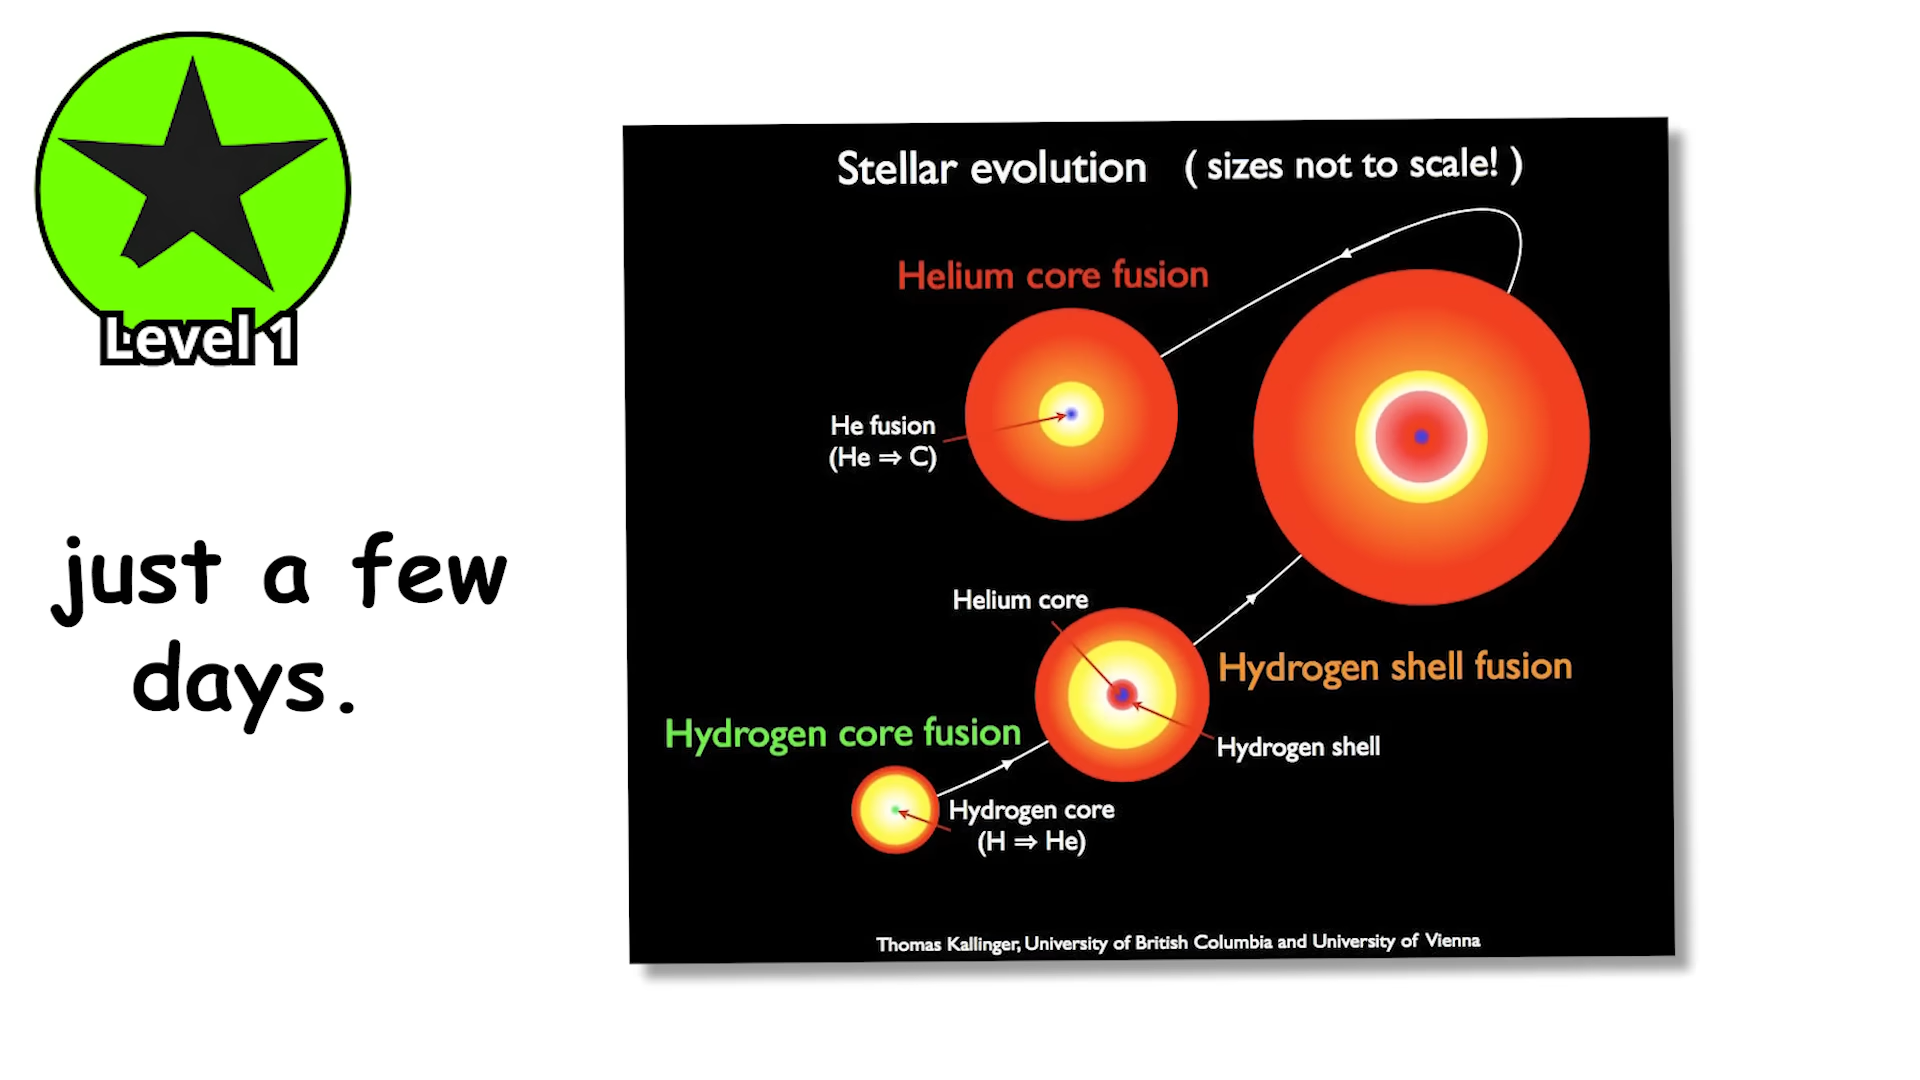 Level 1
just a few
days.
Stellar evolution ( sizes not to scale! )
Helium core fusion
He fusion
(He ⇒ C)
Helium core
Hydrogen shell fusion
Hydrogen core fusion
Hydrogen shell
Hydrogen core
(H ⇒ He)
Thomas Kallinger, University of British Columbia and University of Vienna